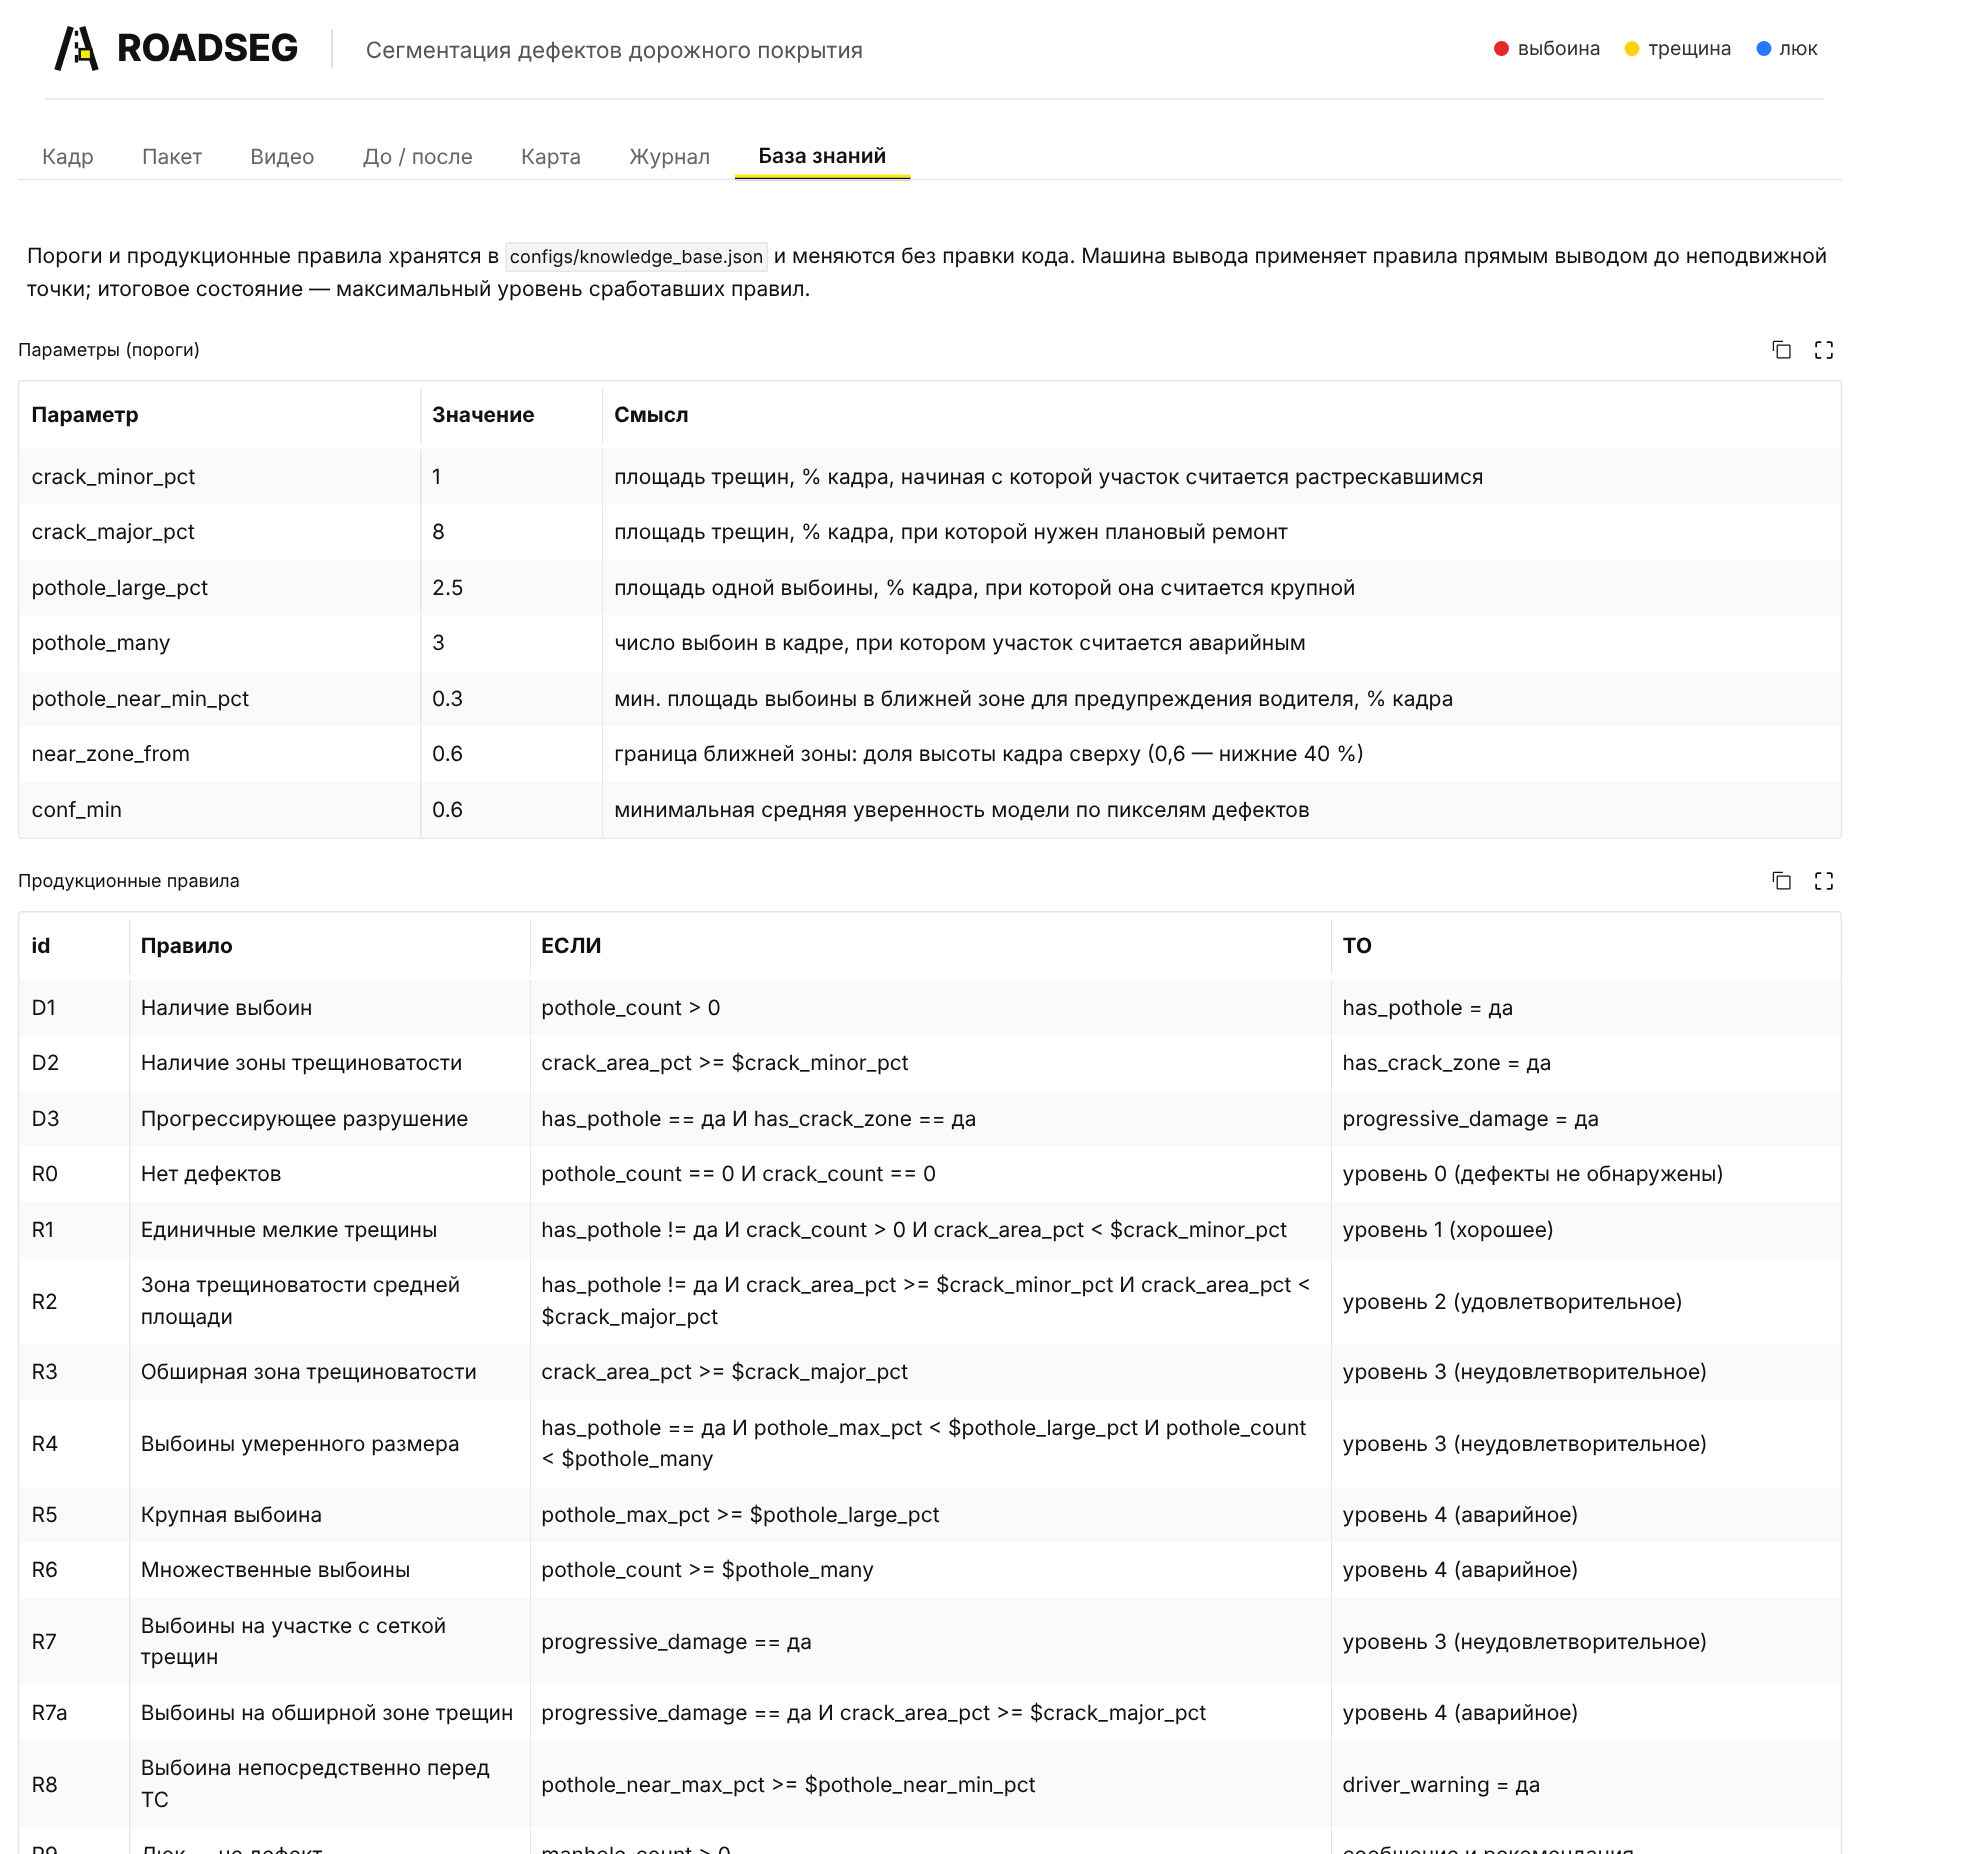 ROADSEG
Сегментация дефектов дорожного покрытия
выбоина
трещина
люк
Кадр
Пакет
Видео
До / после
Карта
Журнал
База знаний
Пороги и продукционные правила хранятся в configs/knowledge_base.json и меняются без правки кода. Машина вывода применяет правила прямым выводом до неподвижной
точки; итоговое состояние — максимальный уровень сработавших правил.
Параметры (пороги)
Параметр Значение Смысл
crack_minor_pct 1 площадь трещин, % кадра, начиная с которой участок считается растрескавшимся
crack_major_pct 8 площадь трещин, % кадра, при которой нужен плановый ремонт
pothole_large_pct 2.5 площадь одной выбоины, % кадра, при которой она считается крупной
pothole_many 3 число выбоин в кадре, при котором участок считается аварийным
pothole_near_min_pct 0.3 мин. площадь выбоины в ближней зоне для предупреждения водителя, % кадра
near_zone_from 0.6 граница ближней зоны: доля высоты кадра сверху (0,6 — нижние 40 %)
conf_min 0.6 минимальная средняя уверенность модели по пикселям дефектов
Продукционные правила
id Правило ЕСЛИ ТО
D1 Наличие выбоин pothole_count > 0 has_pothole = да
D2 Наличие зоны трещиноватости crack_area_pct >= $crack_minor_pct has_crack_zone = да
D3 Прогрессирующее разрушение has_pothole == да И has_crack_zone == да progressive_damage = да
R0 Нет дефектов pothole_count == 0 И crack_count == 0 уровень 0 (дефекты не обнаружены)
R1 Единичные мелкие трещины has_pothole != да И crack_count > 0 И crack_area_pct < $crack_minor_pct уровень 1 (хорошее)
R2
Зона трещиноватости средней
площади
has_pothole != да И crack_area_pct >= $crack_minor_pct И crack_area_pct <
$crack_major_pct
уровень 2 (удовлетворительное)
R3 Обширная зона трещиноватости crack_area_pct >= $crack_major_pct уровень 3 (неудовлетворительное)
R4 Выбоины умеренного размера
has_pothole == да И pothole_max_pct < $pothole_large_pct И pothole_count
< $pothole_many
уровень 3 (неудовлетворительное)
R5 Крупная выбоина pothole_max_pct >= $pothole_large_pct уровень 4 (аварийное)
R6 Множественные выбоины pothole_count >= $pothole_many уровень 4 (аварийное)
R7
Выбоины на участке с сеткой
трещин
progressive_damage == да уровень 3 (неудовлетворительное)
R7a Выбоины на обширной зоне трещин progressive_damage == да И crack_area_pct >= $crack_major_pct уровень 4 (аварийное)
R8
Выбоина непосредственно перед
ТС
pothole_near_max_pct >= $pothole_near_min_pct driver_warning = да
R9 Люк — не дефект manhole_count > 0 сообщение и рекомендация